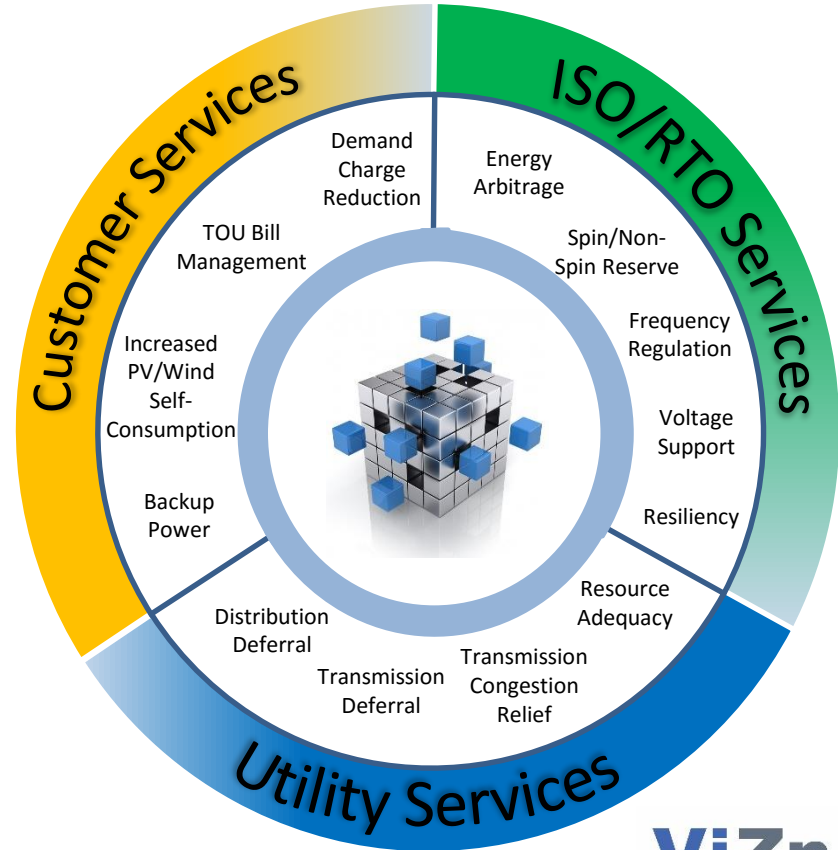 Customer Services
ISO/RTO Services
Demand
Charge
Reduction
Energy
Arbitrage
TOU Bill
Management
Spin/Non-
Spin Reserve
Increased
PV/Wind
Self-
Consumption
Frequency
Regulation
Voltage
Support
Backup
Power
Resiliency
Distribution
Deferral
Resource
Adequacy
Transmission
Deferral
Transmission
Congestion
Relief
Utility Services